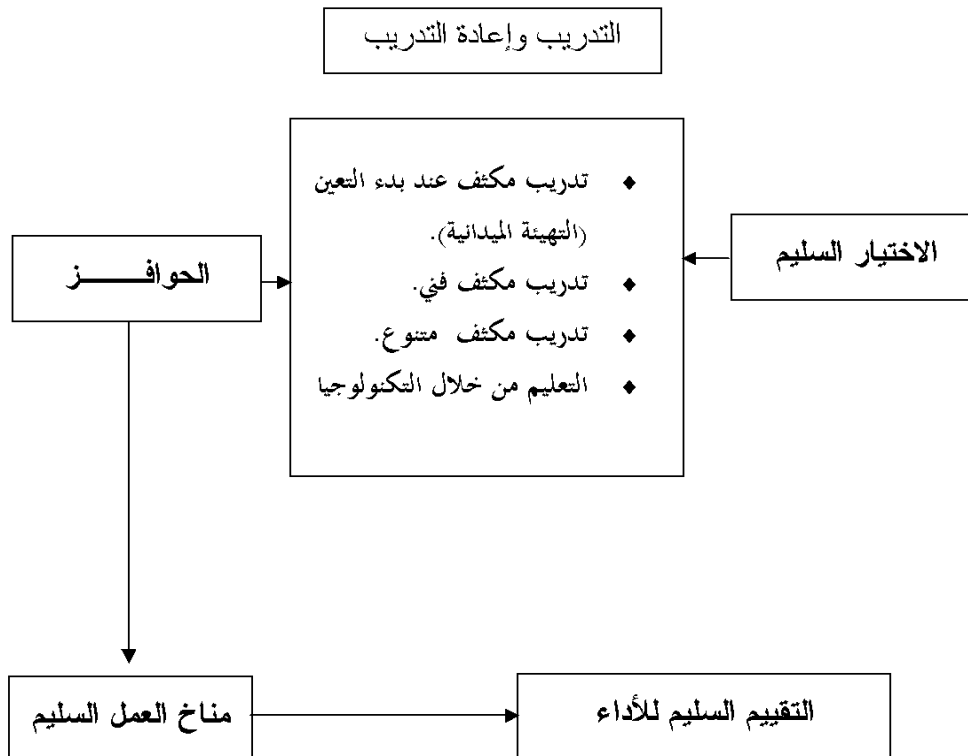 التدريب وإعادة التدريب
تدريب مكثف عند بدء التعين
(التهيئة الميدانية).
تدريب مكثف فني.
تدريب مكثف متنوع.
التعليم من خلال التكنولوجيا
الاختيار السليم
الحوافـــــــز
مناخ العمل السليم
التقييم السليم للأداء